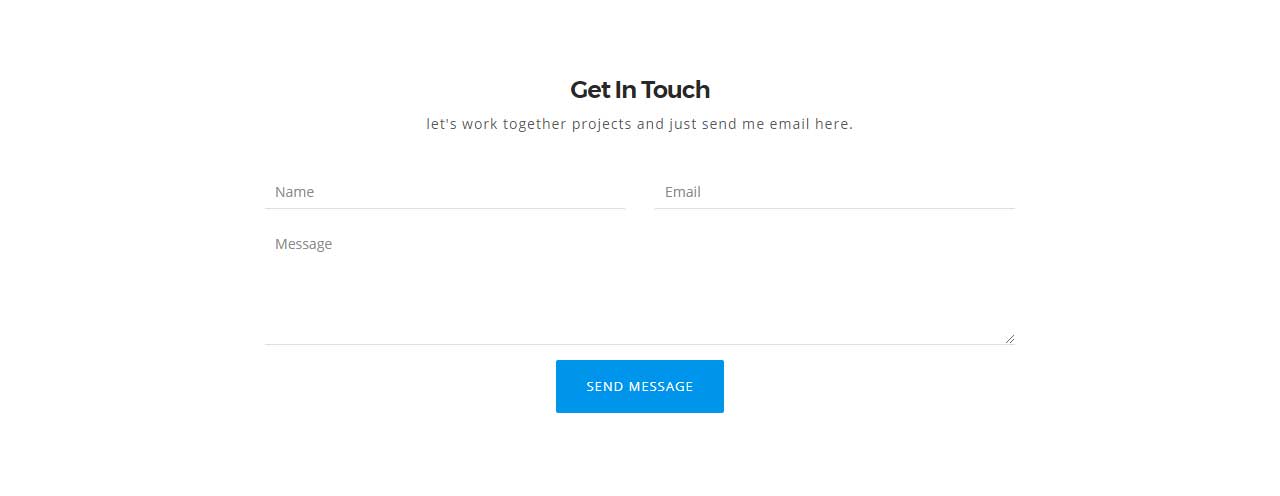 Get In Touch
let's work together projects and just send me email here.
Name
Email
Message
SEND MESSAGE